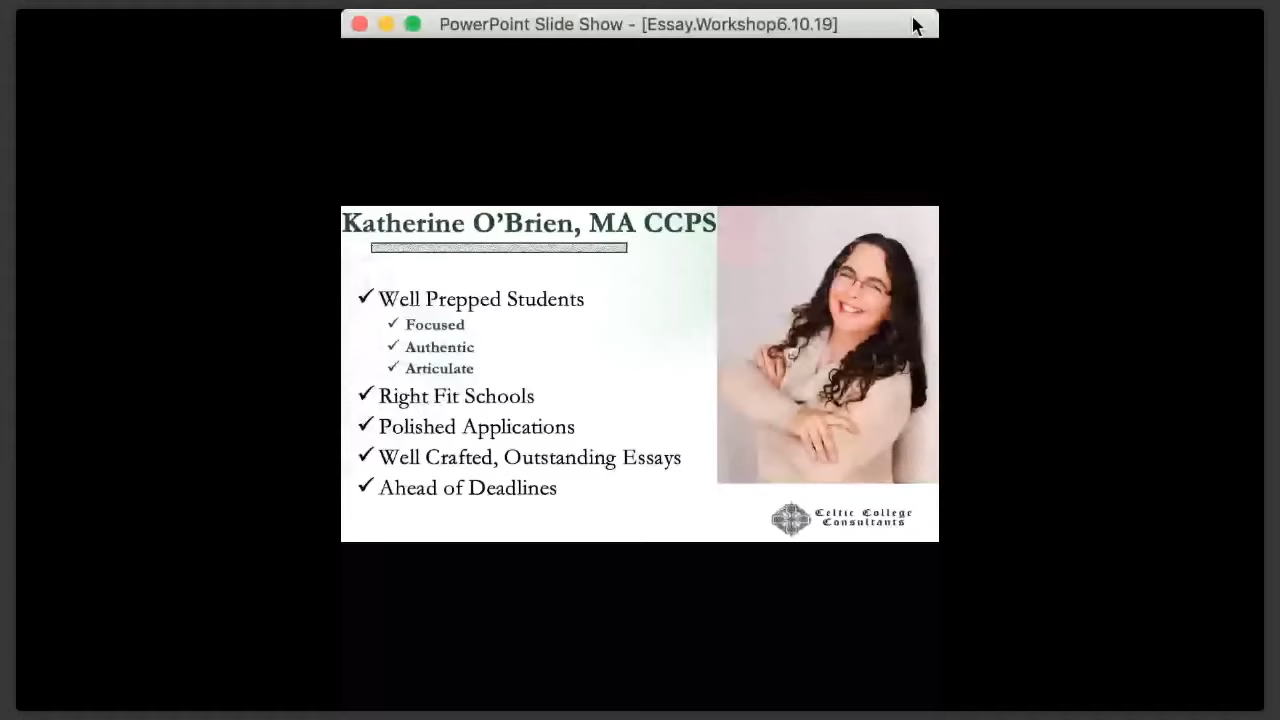 PowerPoint Slide Show - [Essay.Workshop6.10.19]
Katherine O'Brien, MA CCPS
✓ Well Prepped Students
✓ Focused
✓ Authentic
✓ Articulate
✓ Right Fit Schools
✓ Polished Applications
✓ Well Crafted, Outstanding Essays
✓ Ahead of Deadlines
Celtic College
Consultants